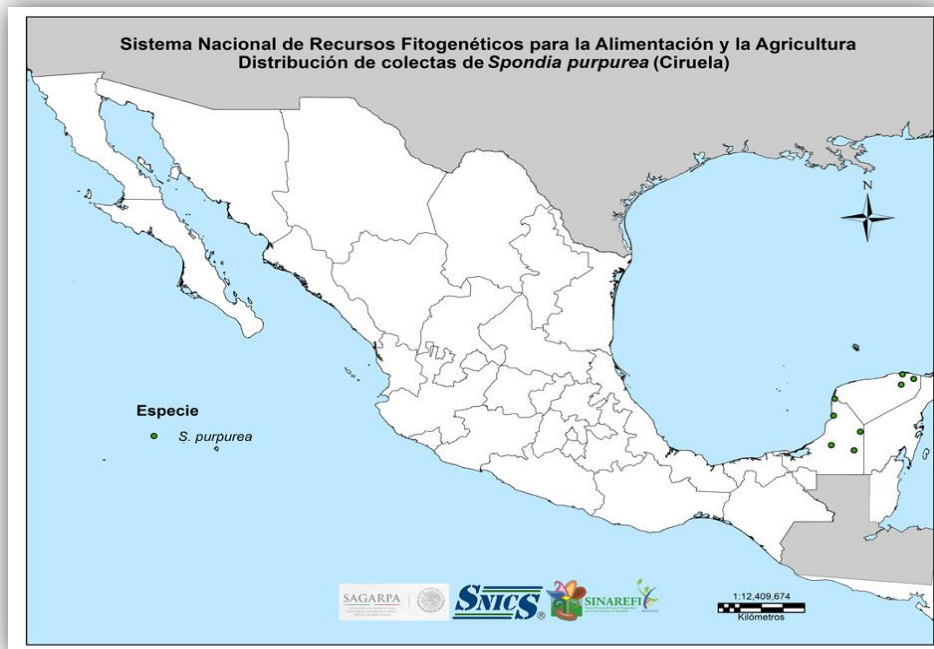 Sistema Nacional de Recursos Fitogenéticos para la Alimentación y la Agricultura
Distribución de colectas de Spondia purpurea (Ciruela)
N
Especie
S. purpurea
SAGARPA
SNICS®
SINAREFI
1:12,409,674
Kilómetros